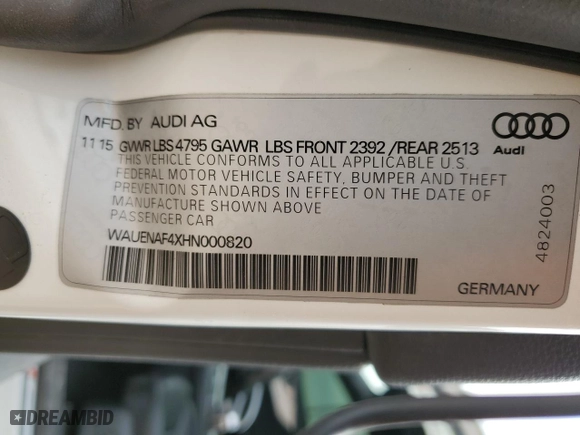 MFD. BY AUDI AG
11 15 GVWR LBS 4795 GAWR LBS FRONT 2392 /REAR 2513
THIS VEHICLE CONFORMS TO ALL APPLICABLE U.S.
FEDERAL MOTOR VEHICLE SAFETY, BUMPER AND THEFT
PREVENTION STANDARDS IN EFFECT ON THE DATE OF
MANUFACTURE SHOWN ABOVE
PASSENGER CAR
WAUENAF4XHN000820
Audi
4824003
GERMANY
DREAMBID